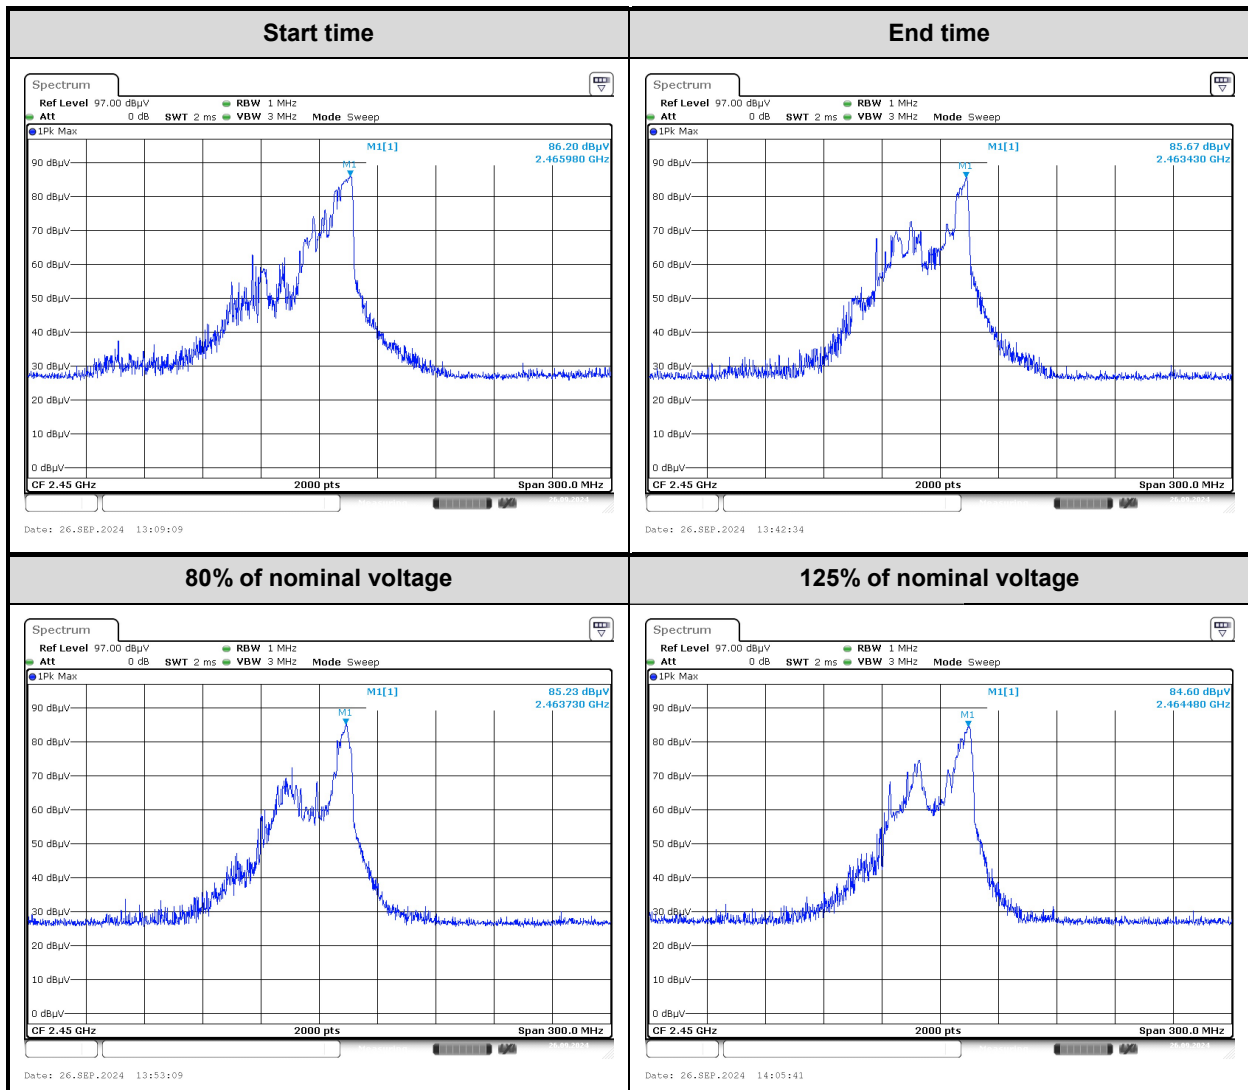 Start time
End time
Spectrum
Ref Level 97.00 dBµV RBW 1 MHz
Att 0 dB SWT 2 ms VBW 3 MHz Mode Sweep
1Pk Max
M1[1] 86.20 dBµV
2.465980 GHz
M1
90 dBµV
80 dBµV
70 dBµV
60 dBµV
50 dBµV
40 dBµV
30 dBµV
20 dBµV
10 dBµV
0 dBµV
CF 2.45 GHz 2000 pts Span 300.0 MHz
Date: 26.SEP.2024 13:09:09
Spectrum
Ref Level 97.00 dBµV RBW 1 MHz
Att 0 dB SWT 2 ms VBW 3 MHz Mode Sweep
1Pk Max
M1[1] 85.67 dBµV
2.463430 GHz
M1
90 dBµV
80 dBµV
70 dBµV
60 dBµV
50 dBµV
40 dBµV
30 dBµV
20 dBµV
10 dBµV
0 dBµV
CF 2.45 GHz 2000 pts Span 300.0 MHz
Date: 26.SEP.2024 13:42:34
80% of nominal voltage
125% of nominal voltage
Spectrum
Ref Level 97.00 dBµV RBW 1 MHz
Att 0 dB SWT 2 ms VBW 3 MHz Mode Sweep
1Pk Max
M1[1] 85.23 dBµV
2.463730 GHz
M1
90 dBµV
80 dBµV
70 dBµV
60 dBµV
50 dBµV
40 dBµV
30 dBµV
20 dBµV
10 dBµV
0 dBµV
CF 2.45 GHz 2000 pts Span 300.0 MHz
Date: 26.SEP.2024 13:53:09
Spectrum
Ref Level 97.00 dBµV RBW 1 MHz
Att 0 dB SWT 2 ms VBW 3 MHz Mode Sweep
1Pk Max
M1[1] 84.60 dBµV
2.464480 GHz
M1
90 dBµV
80 dBµV
70 dBµV
60 dBµV
50 dBµV
40 dBµV
30 dBµV
20 dBµV
10 dBµV
0 dBµV
CF 2.45 GHz 2000 pts Span 300.0 MHz
Date: 26.SEP.2024 14:05:41